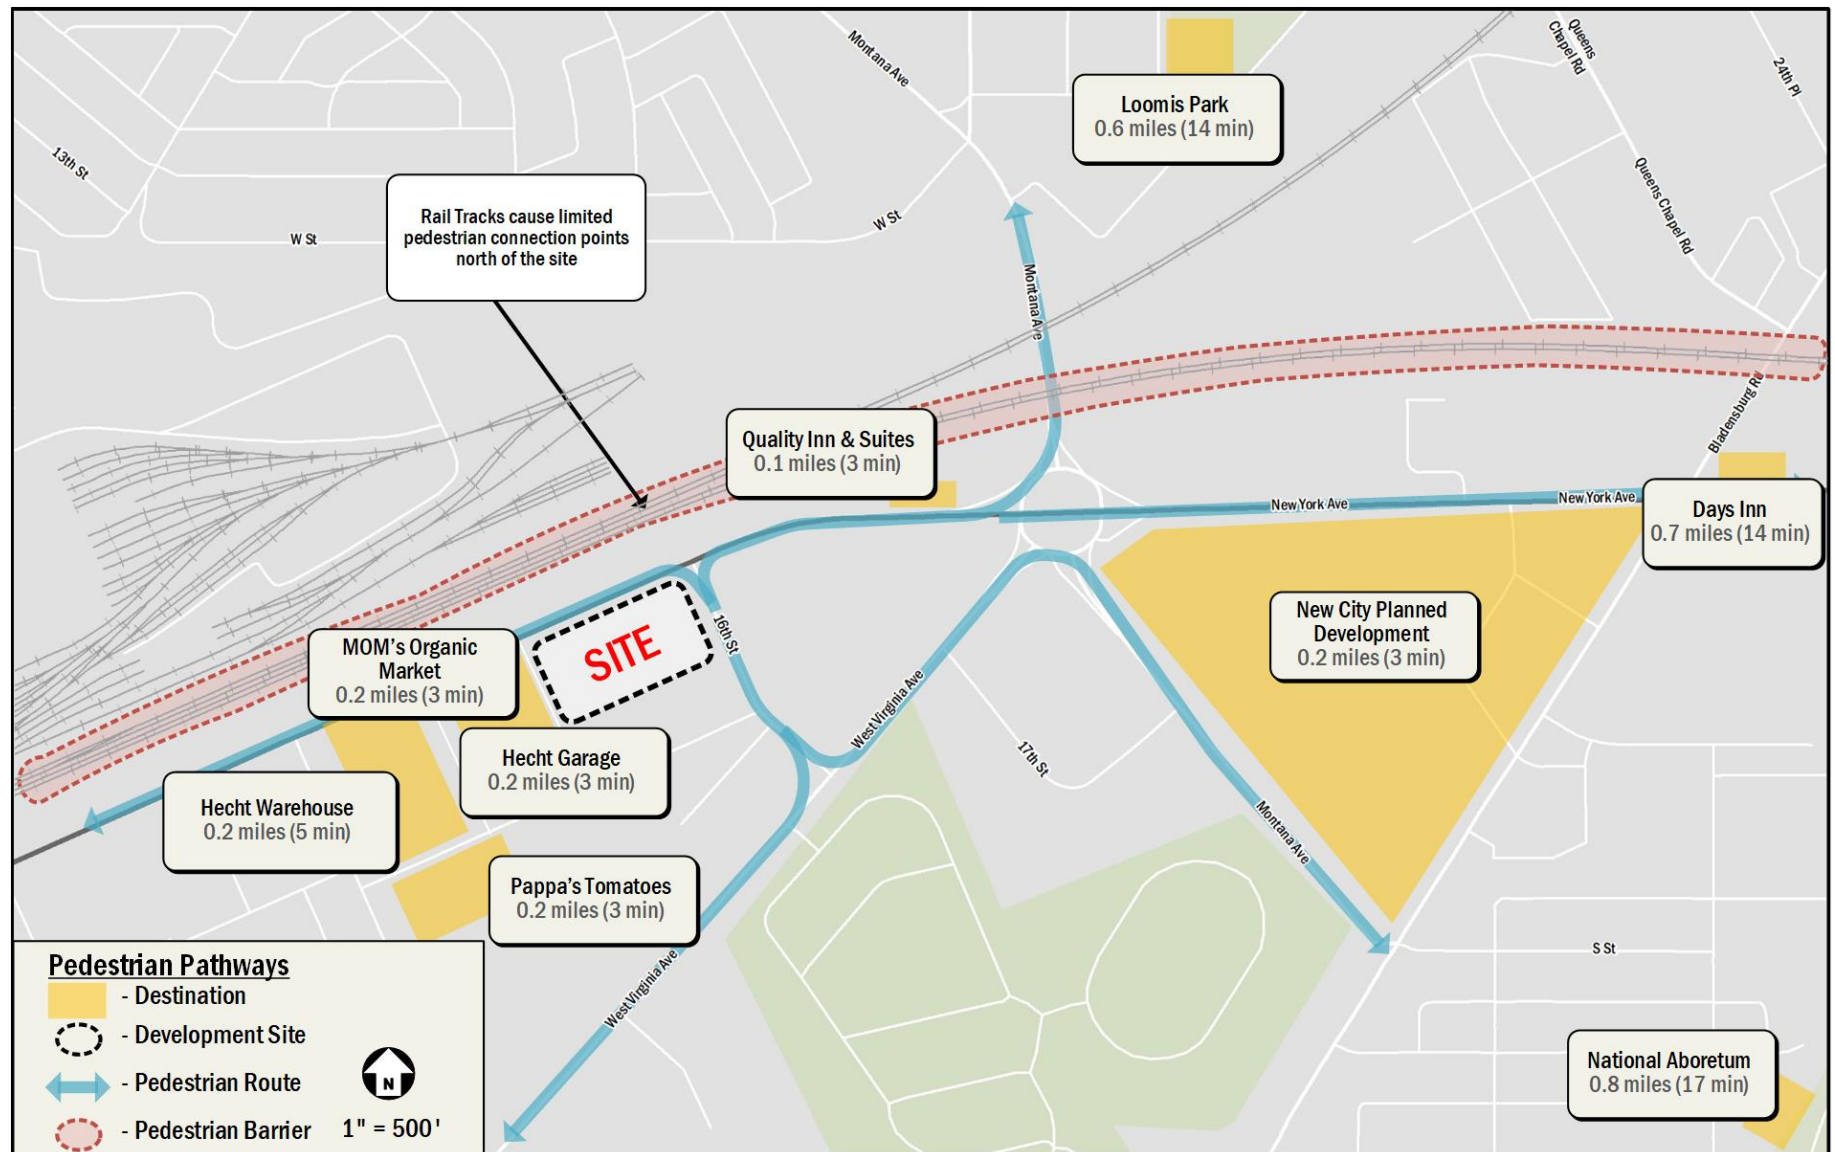 Montana Ave
Queens
Chapel Rd
24th Pl
Loomis Park
0.6 miles (14 min)
13th St
Queens Chapel Rd
Rail Tracks cause limited
pedestrian connection points
north of the site
W St
W St
Montana Ave
Bladensburg Rd
Quality Inn & Suites
0.1 miles (3 min)
New York Ave
New York Ave
Days Inn
0.7 miles (14 min)
SITE
16th St
New City Planned
Development
0.2 miles (3 min)
MOM's Organic
Market
0.2 miles (3 min)
West Virginia Ave
17th St
Hecht Garage
0.2 miles (3 min)
Hecht Warehouse
0.2 miles (5 min)
Montana Ave
Pappa's Tomatoes
0.2 miles (3 min)
West Virginia Ave
S St
National Aboretum
0.8 miles (17 min)
Pedestrian Pathways
- Destination
- Development Site
- Pedestrian Route
N
- Pedestrian Barrier
1" = 500'